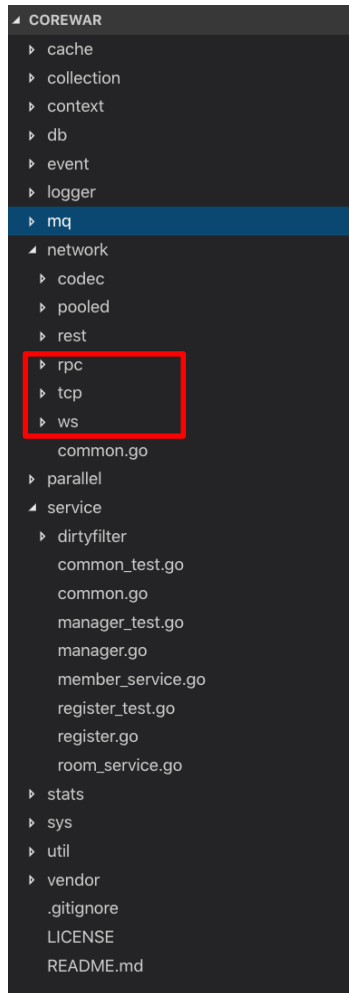 COREWAR
cache
collection
context
db
event
logger
mq
network
codec
pooled
rest
rpc
tcp
ws
common.go
parallel
service
dirtyfilter
common_test.go
common.go
manager_test.go
manager.go
member_service.go
register_test.go
register.go
room_service.go
stats
sys
util
vendor
.gitignore
LICENSE
README.md